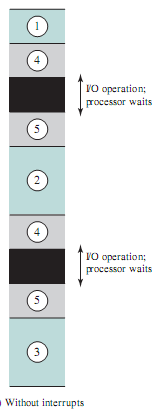 1
4
I/O operation;
processor waits
5
2
4
I/O operation;
processor waits
5
3
) Without interrupts